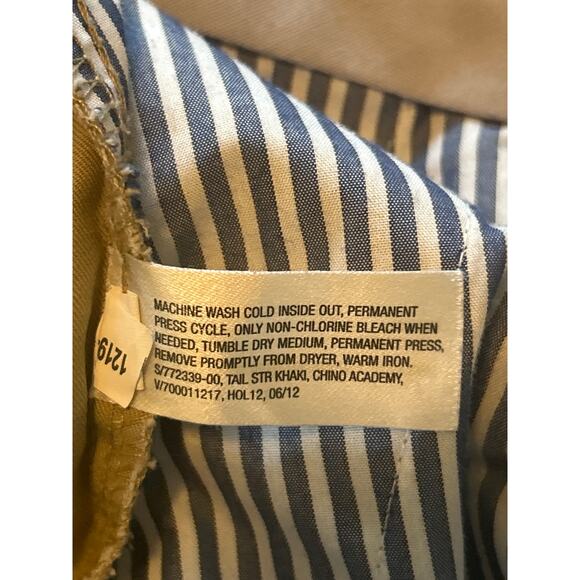 MACHINE WASH COLD INSIDE OUT, PERMANENT
PRESS CYCLE, ONLY NON-CHLORINE BLEACH WHEN
NEEDED, TUMBLE DRY MEDIUM, PERMANENT PRESS,
REMOVE PROMPTLY FROM DRYER, WARM IRON.
S/772339-00, TAIL STR KHAKI, CHINO ACADEMY,
V/700011217, HOL12, 06/12
1219